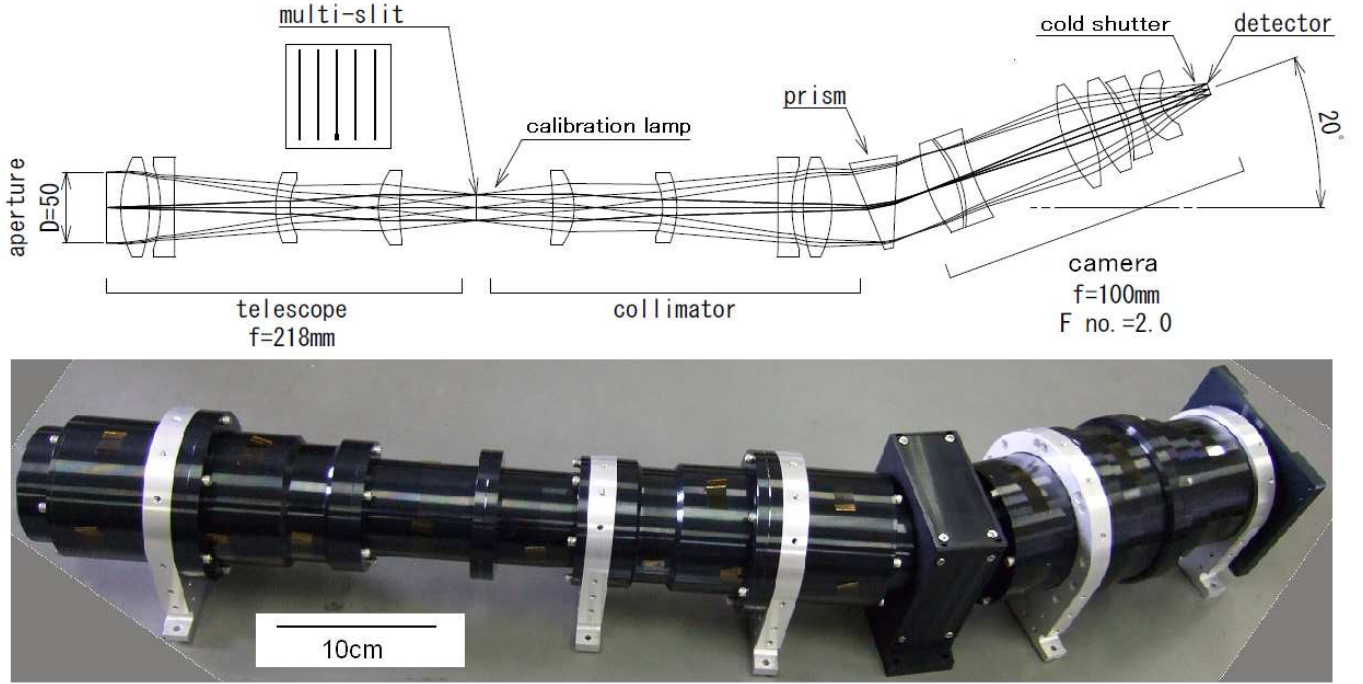 multi-slit
cold shutter
detector
prism
calibration lamp
20°
aperture
D=50
camera
f=100mm
F no.=2.0
telescope
f=218mm
collimator
10cm